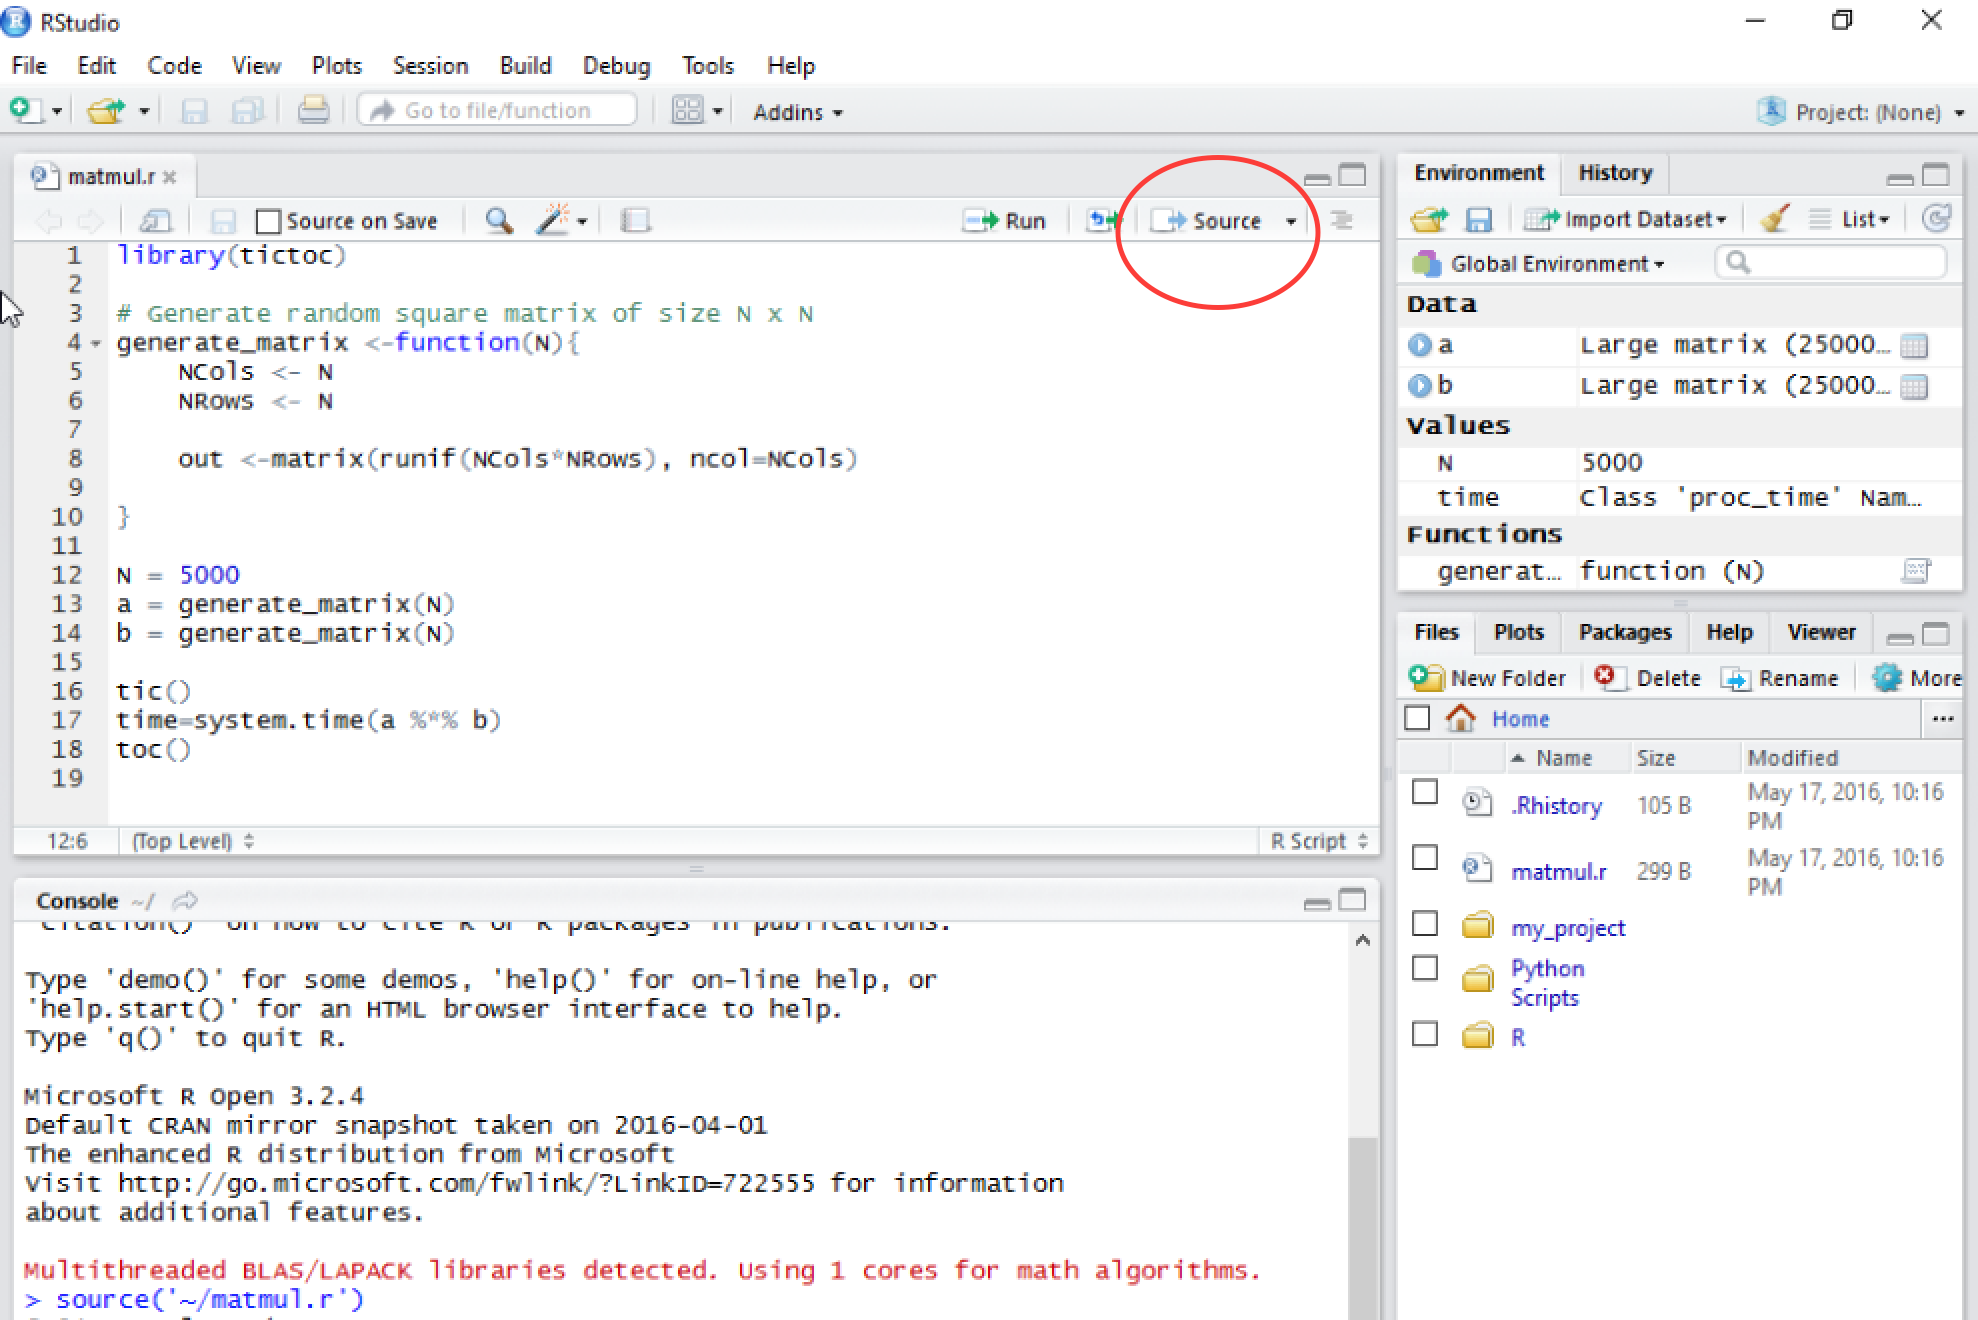 RStudio
File Edit Code View Plots Session Build Debug Tools Help
Go to file/function Addins Project: (None)
matmul.r
Source on Save Run Source
1 library(tictoc)
2
3 # Generate random square matrix of size N x N
4 generate_matrix <-function(N){
5 NCols <- N
6 NRows <- N
7
8 out <-matrix(runif(NCols*NRows), ncol=NCols)
9
10 }
11
12 N = 5000
13 a = generate_matrix(N)
14 b = generate_matrix(N)
15
16 tic()
17 time=system.time(a %*% b)
18 toc()
19
12:6 (Top Level) R Script
Console ~/
'citation()' on how to cite R or R packages in publications.
Type 'demo()' for some demos, 'help()' for on-line help, or
'help.start()' for an HTML browser interface to help.
Type 'q()' to quit R.
Microsoft R Open 3.2.4
Default CRAN mirror snapshot taken on 2016-04-01
The enhanced R distribution from Microsoft
Visit http://go.microsoft.com/fwlink/?LinkID=722555 for information
about additional features.
Multithreaded BLAS/LAPACK libraries detected. Using 1 cores for math algorithms.
> source('~/matmul.r')
Environment History
Import Dataset List
Global Environment
Data
a Large matrix (25000...
b Large matrix (25000...
Values
N 5000
time Class 'proc_time' Nam...
Functions
generat... function (N)
Files Plots Packages Help Viewer
New Folder Delete Rename More
Home ...
Name Size Modified
.Rhistory 105 B May 17, 2016, 10:16
PM
matmul.r 299 B May 17, 2016, 10:16
PM
my_project
Python
Scripts
R